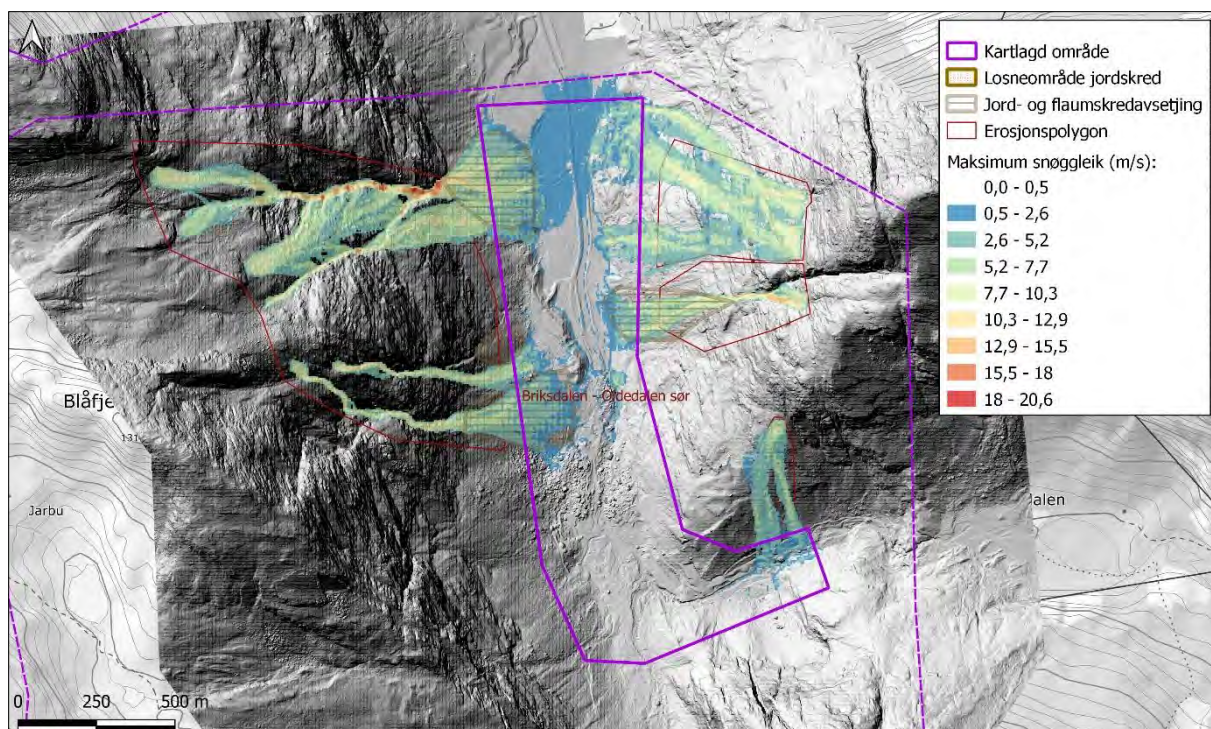 Kartlagd område
Losneområde jordskred
Jord- og flaumskredavsetjing
Erosjonspolygon
Maksimum snøggleik (m/s):
0,0 - 0,5
0,5 - 2,6
2,6 - 5,2
5,2 - 7,7
7,7 - 10,3
10,3 - 12,9
12,9 - 15,5
15,5 - 18
18 - 20,6
Briksdalen - Oldedalen sør
Blåfje
131
Jarbu
dalen
0 250 500 m